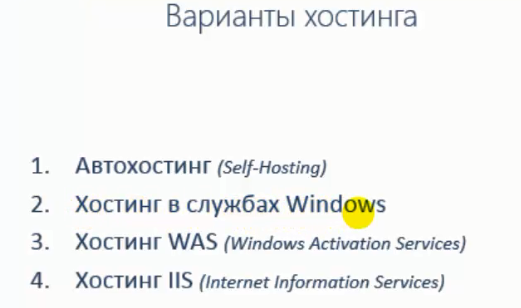 Варианты хостинга
1. Автохостинг (Self-Hosting)
2. Хостинг в службах Windows
3. Хостинг WAS (Windows Activation Services)
4. Хостинг IIS (Internet Information Services)